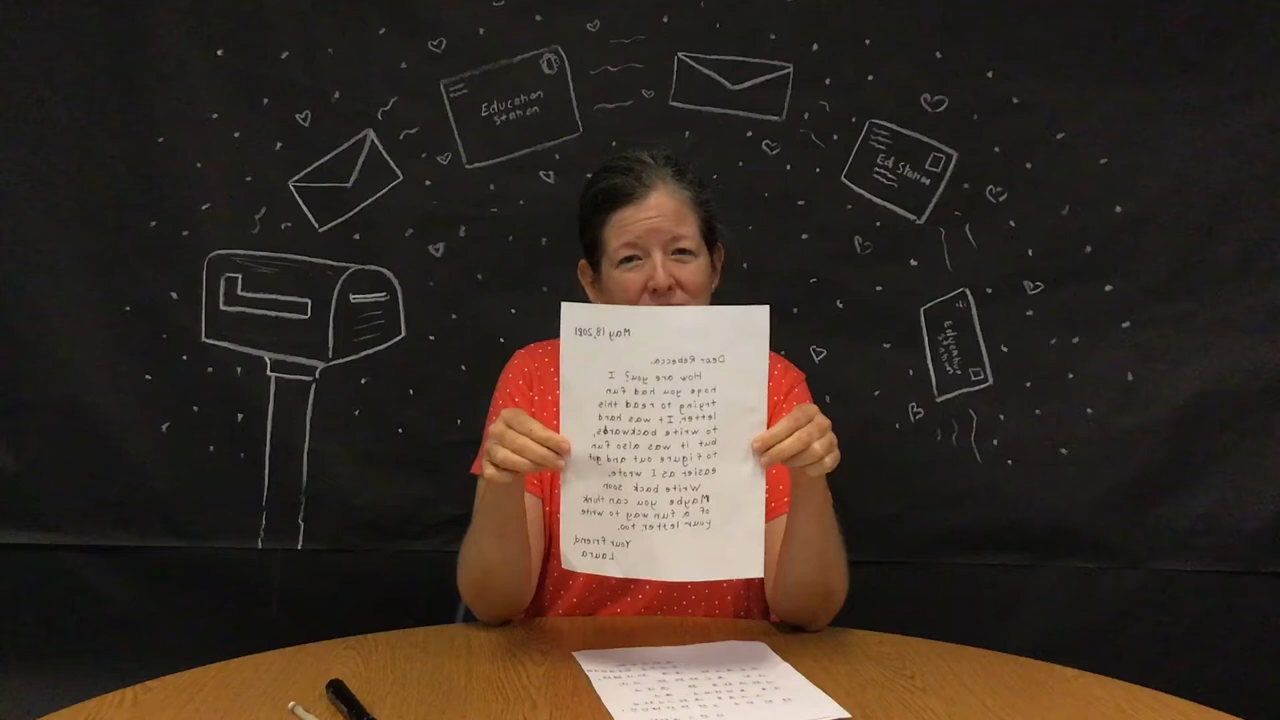 Education
Station
Ed Station
Education
Station
May 18, 2021
Dear Rebecca,
How are you? I
hope you had fun
trying to read this
letter. It was hard
to write backwards,
but it was also fun
to figure out and got
easier as I wrote.
Write back soon
Maybe you can think
of a fun way to write
your letter, too.
Your Friend,
Laura